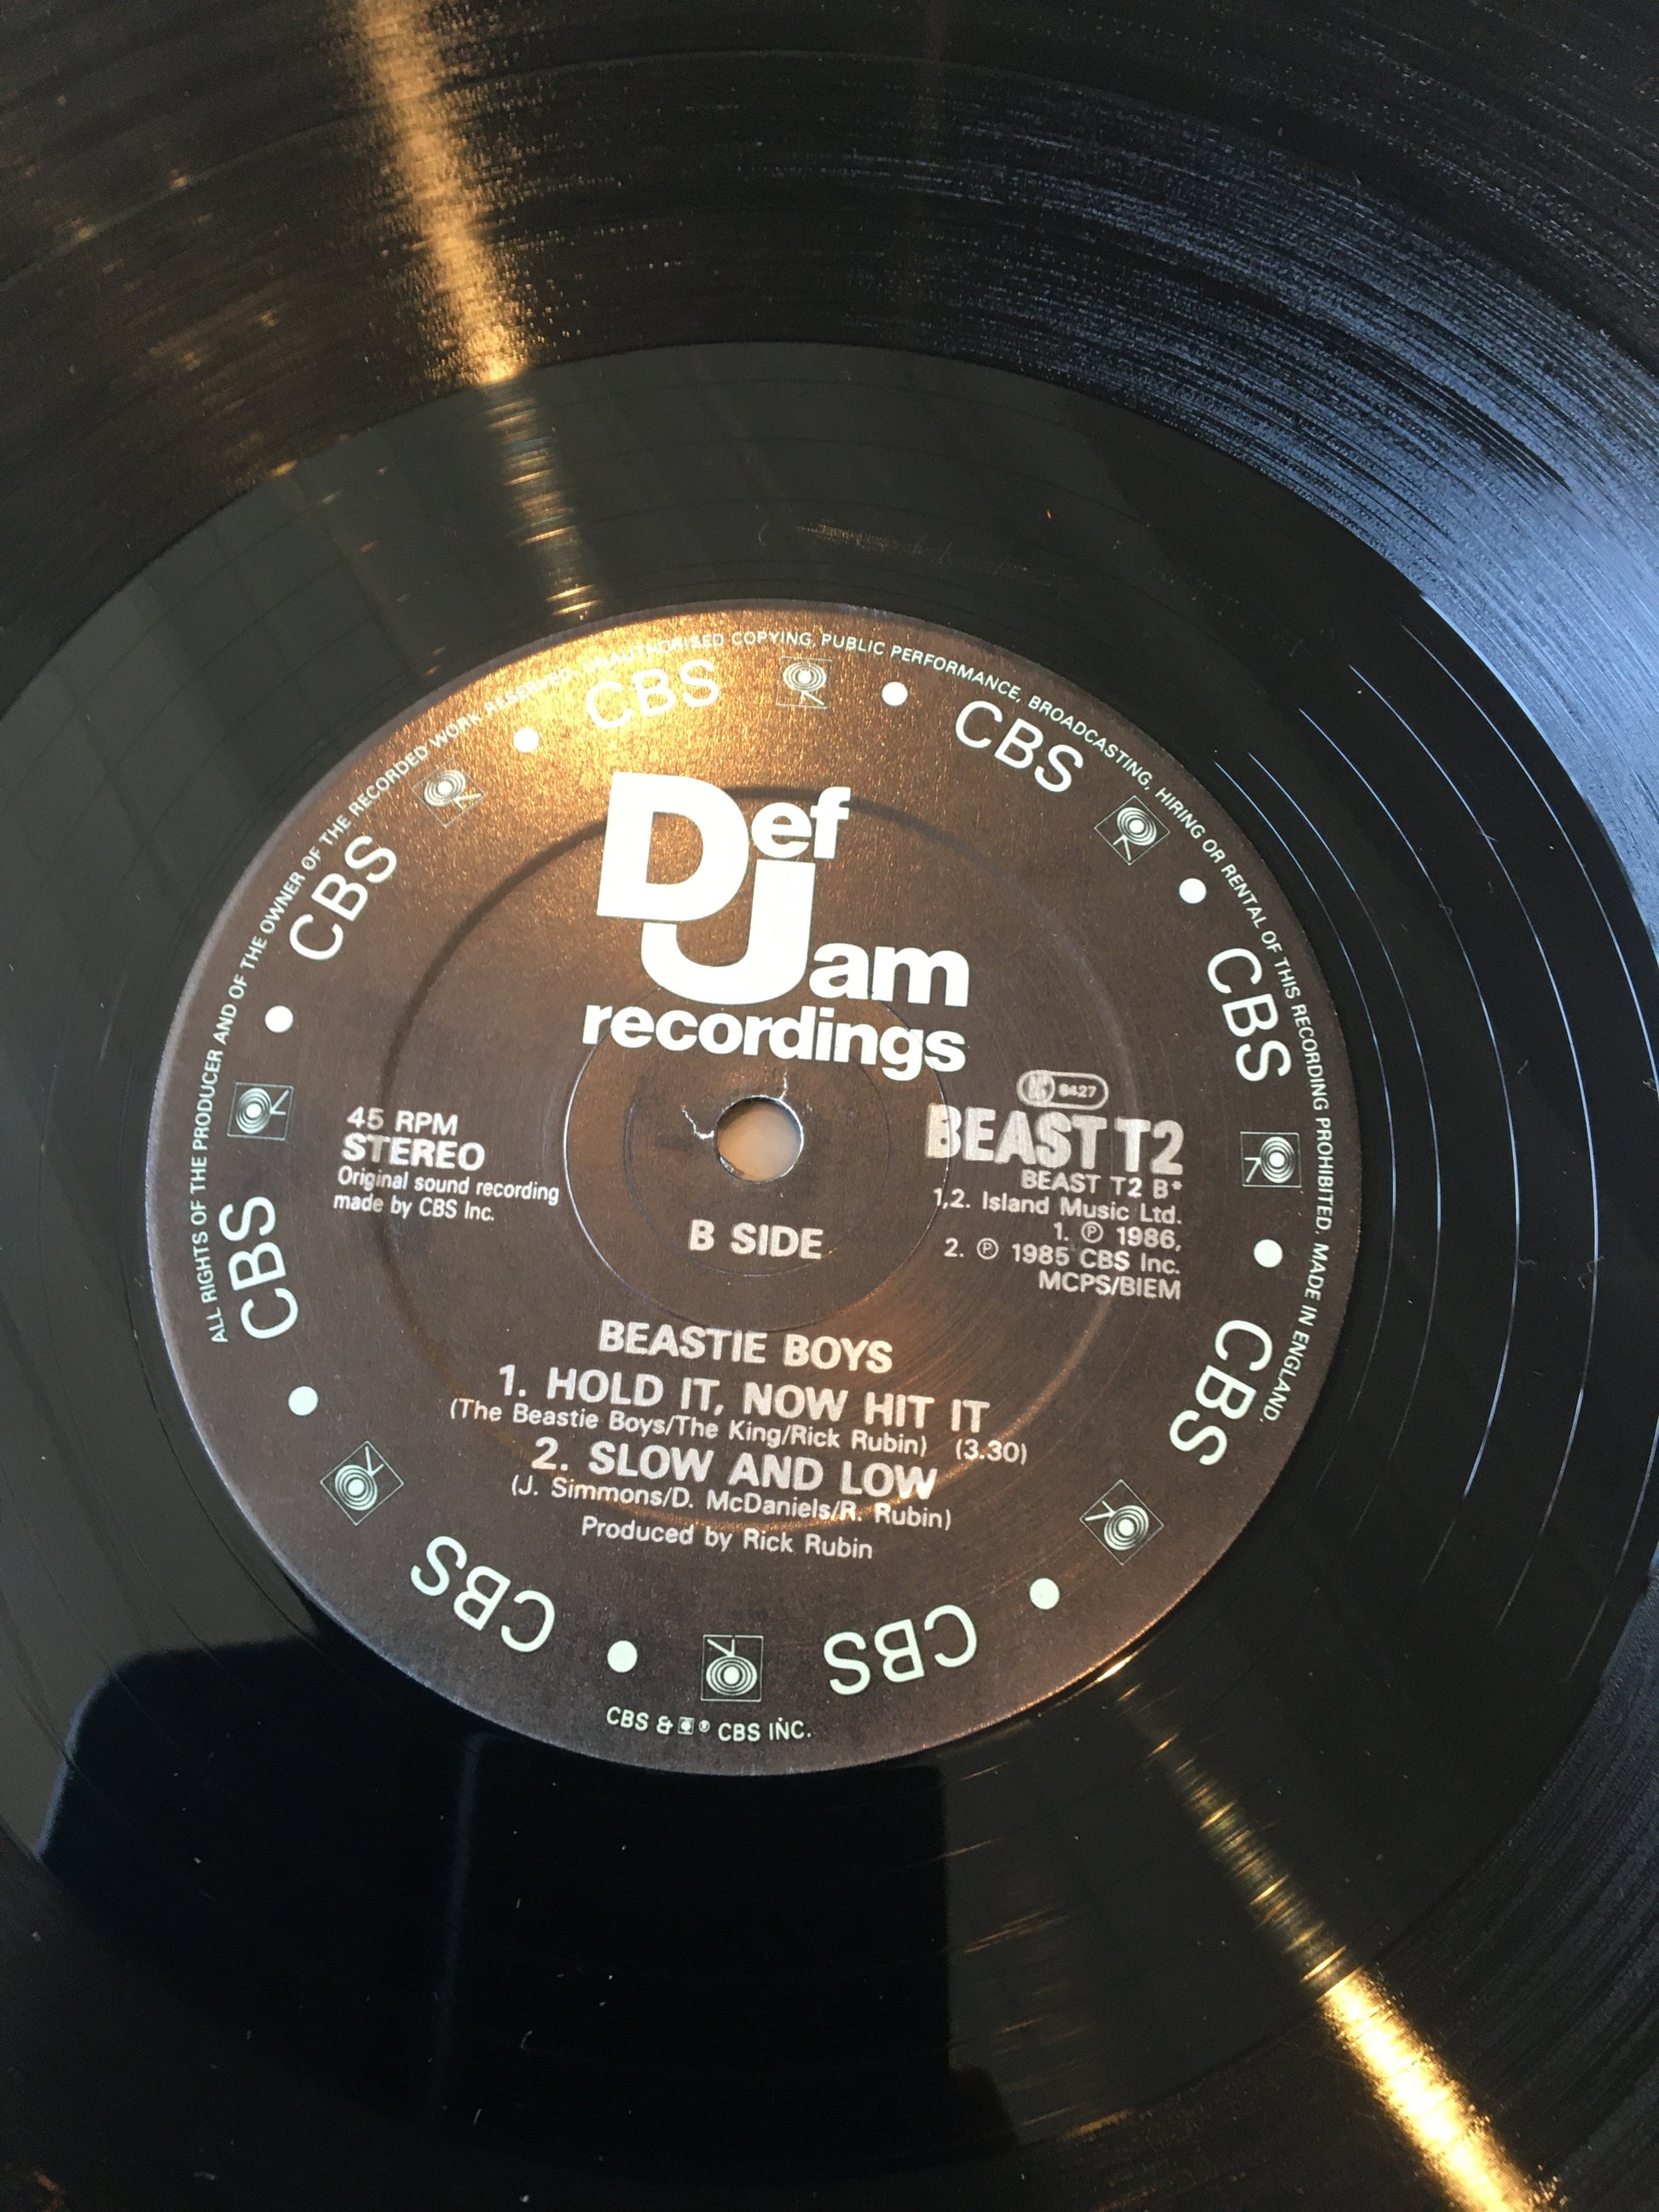 ALL RIGHTS OF THE PRODUCER AND OF THE OWNER OF THE RECORDED WORK RESERVED. UNAUTHORISED COPYING, PUBLIC PERFORMANCE, BROADCASTING, HIRING OR RENTAL OF THIS RECORDING PROHIBITED. MADE IN ENGLAND.
CBS
CBS
CBS
CBS
CBS
CBS
CBS
CBS
Def
Jam
recordings
45 RPM
STEREO
Original sound recording
made by CBS Inc.
8427
BEAST T2
BEAST T2 B*
1,2. Island Music Ltd.
1. ℗ 1986,
2. ℗ 1985 CBS Inc.
MCPS/BIEM
B SIDE
BEASTIE BOYS
1. HOLD IT, NOW HIT IT
(The Beastie Boys/The King/Rick Rubin) (3.30)
2. SLOW AND LOW
(J. Simmons/D. McDaniels/R. Rubin)
Produced by Rick Rubin
CBS & ® CBS INC.